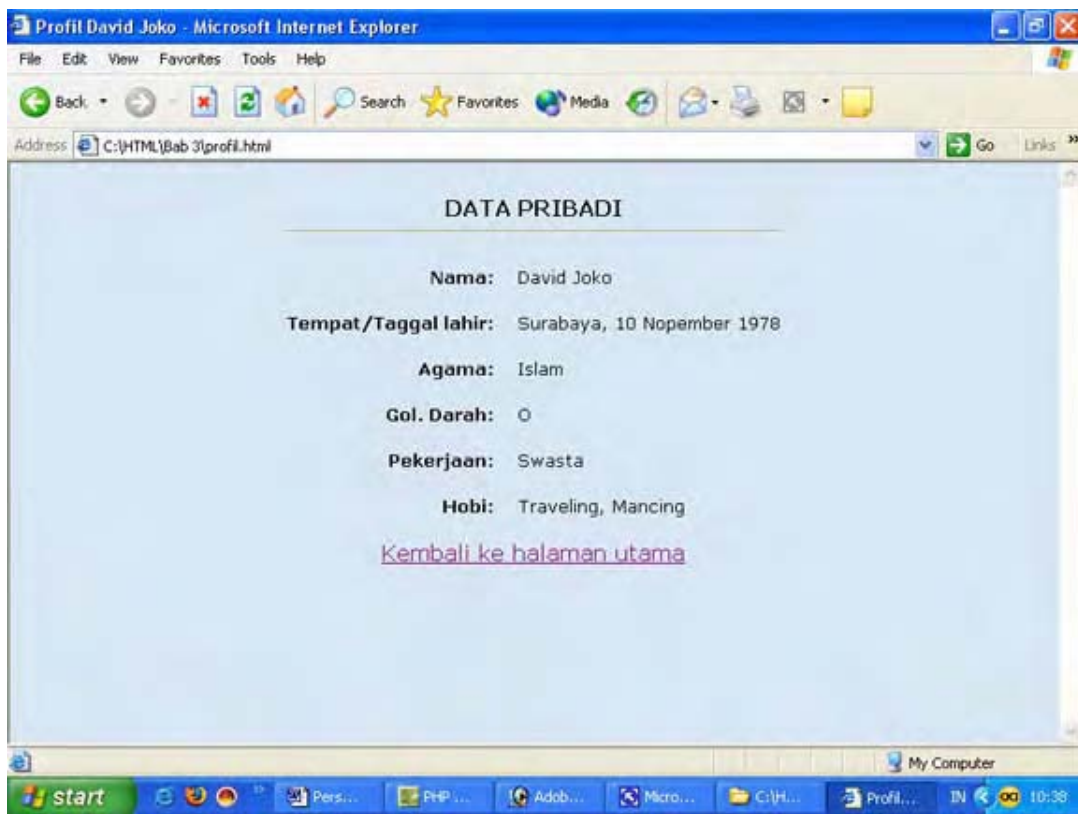 Profil David Joko - Microsoft Internet Explorer
File Edit View Favorites Tools Help
Back Search Favorites Media
Address C:\HTML\Bab 3\profil.html Go Links »
DATA PRIBADI
Nama: David Joko
Tempat/Taggal lahir: Surabaya, 10 Nopember 1978
Agama: Islam
Gol. Darah: O
Pekerjaan: Swasta
Hobi: Traveling, Mancing
Kembali ke halaman utama
My Computer
start » Pers... PHP ... Adob... Micro... C:\H... Profil... IN 10:38